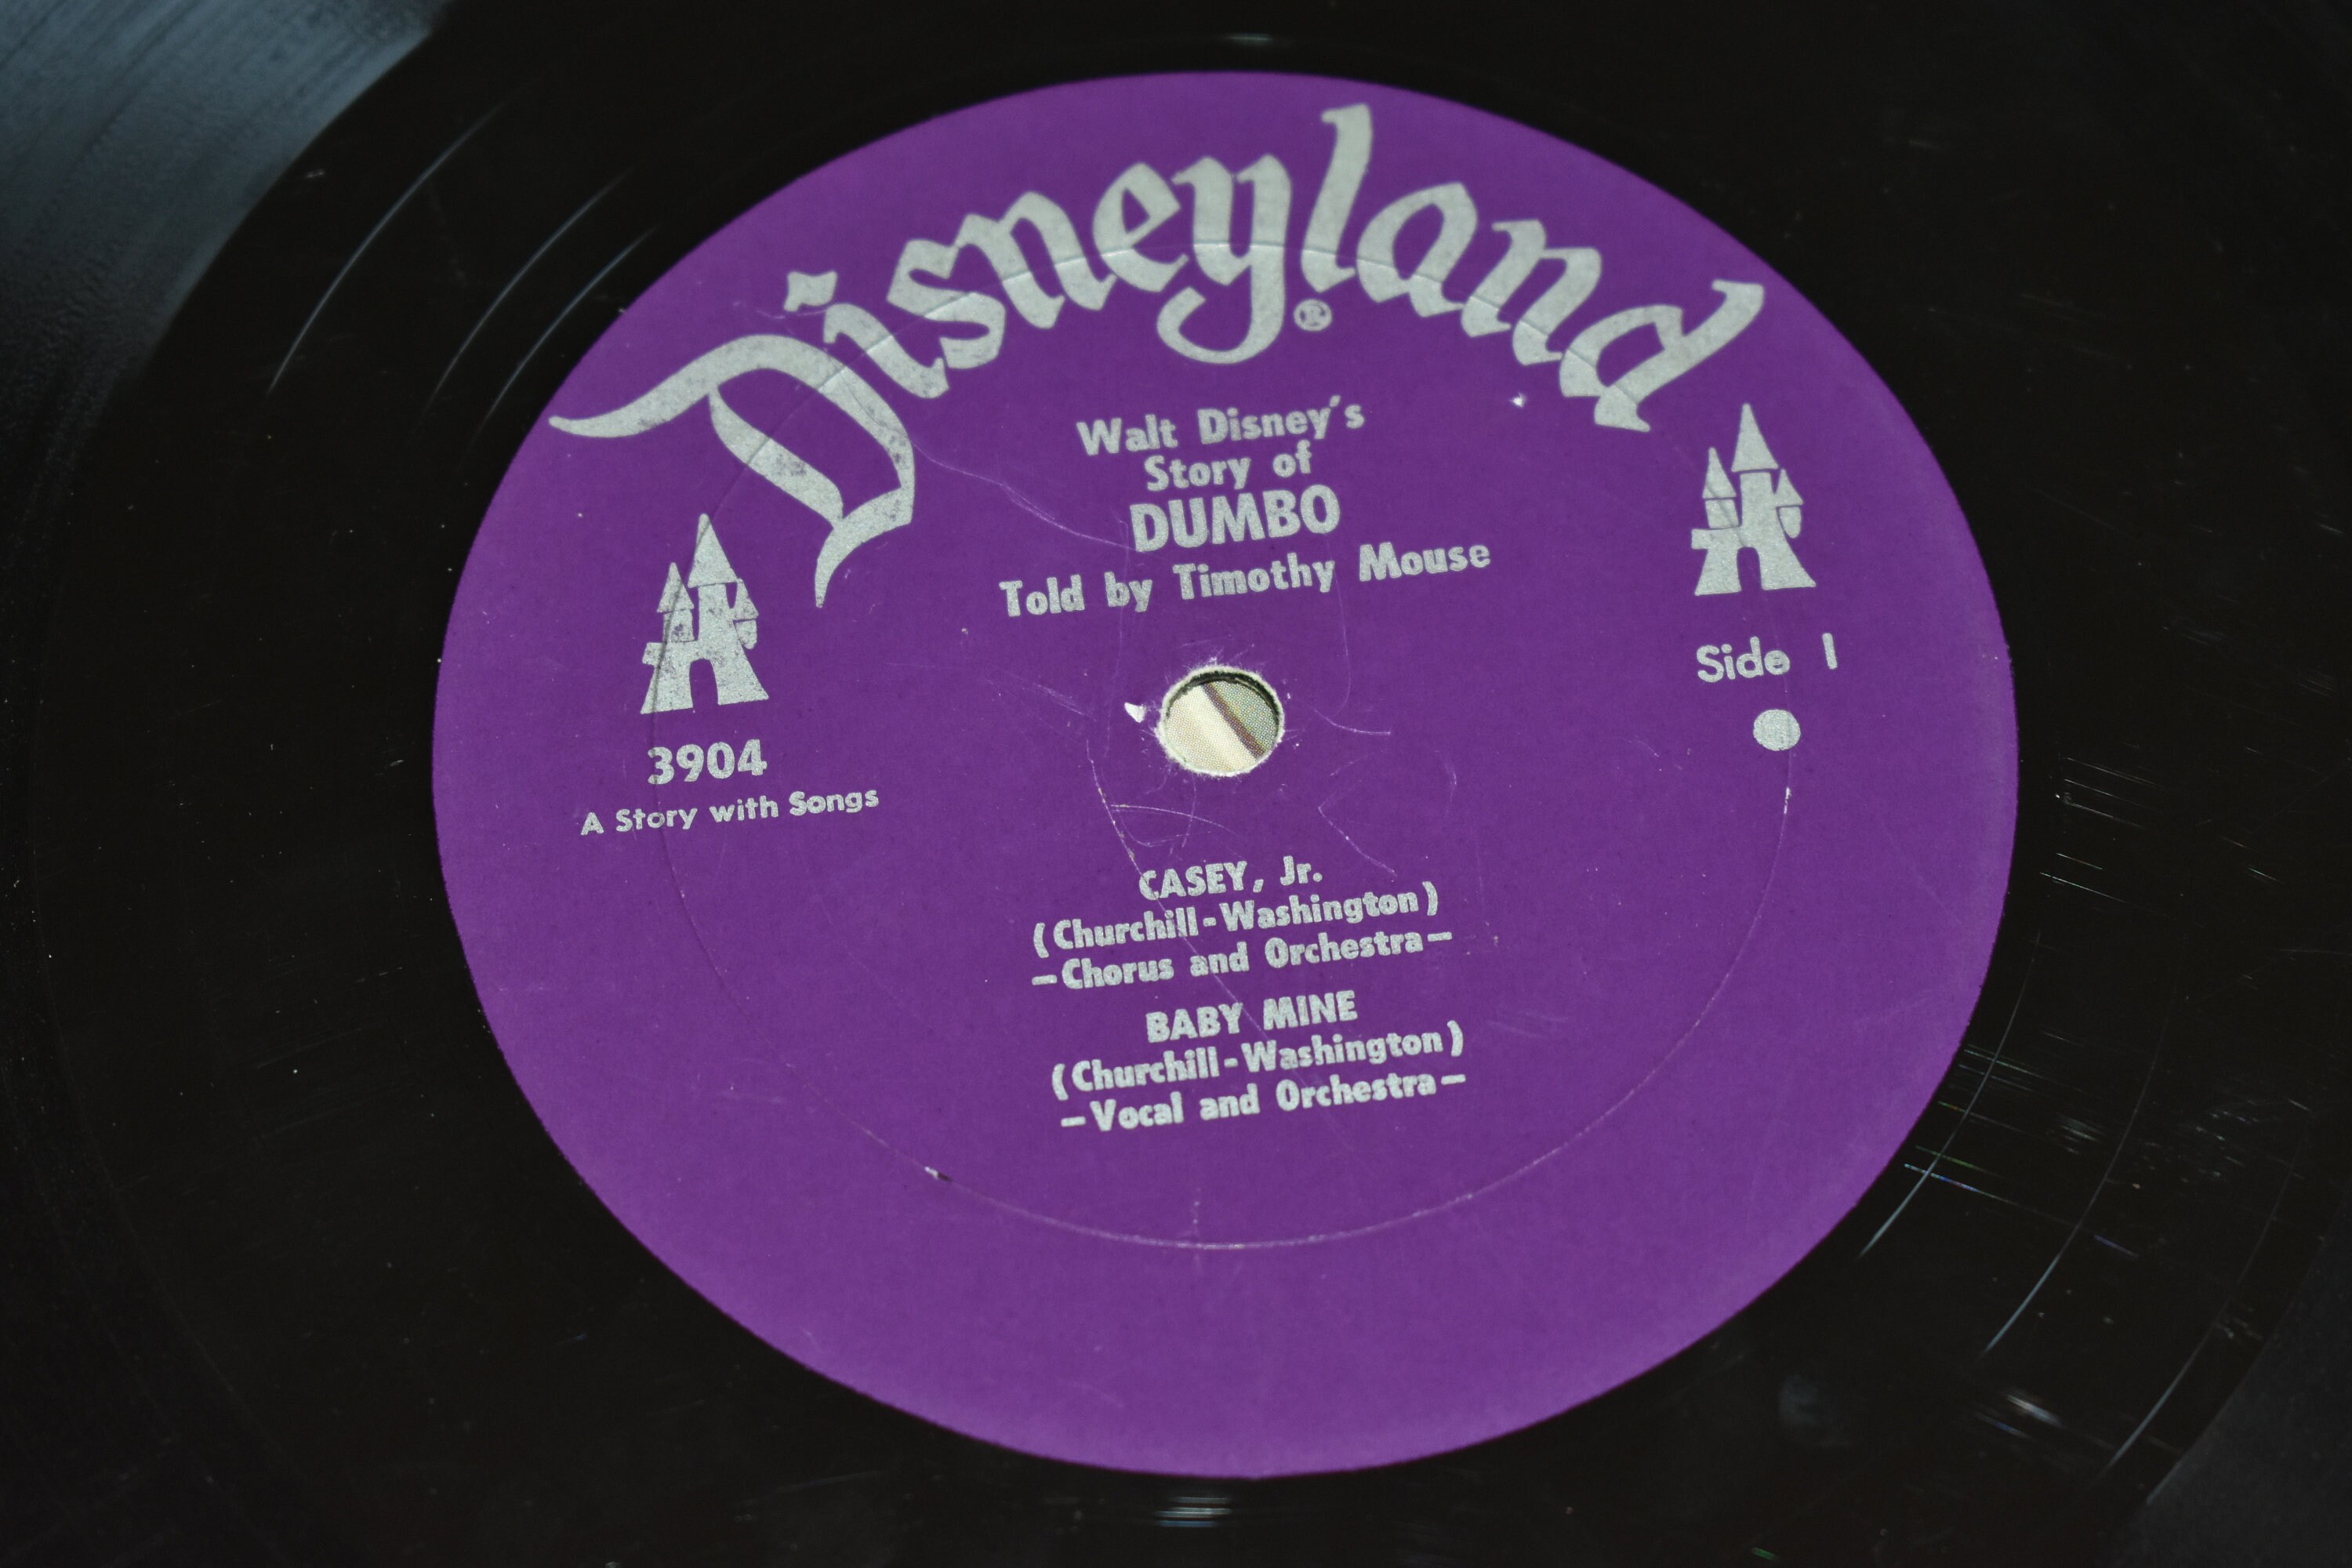 Disneyland®
Walt Disney's
Story of
DUMBO
Told by Timothy Mouse
Side 1
3904
A Story with Songs
CASEY, Jr.
(Churchill-Washington)
—Chorus and Orchestra—
BABY MINE
(Churchill-Washington)
—Vocal and Orchestra—